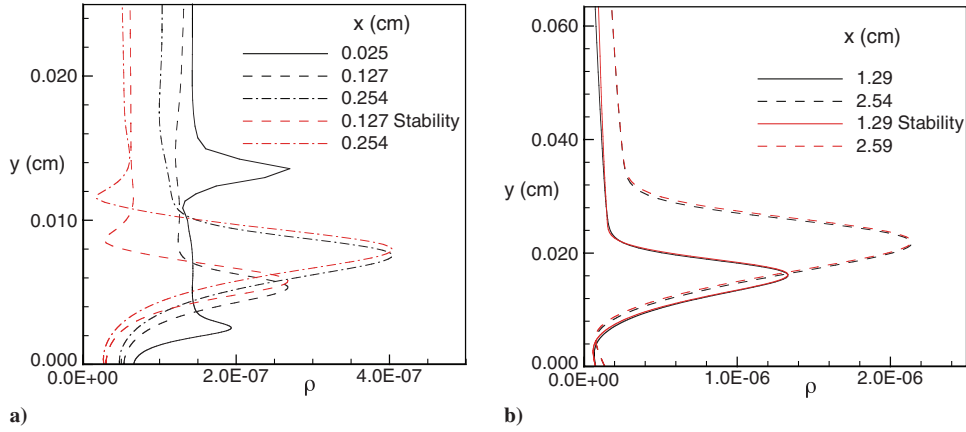 x (cm)
0.025
0.127
0.254
0.127 Stability
0.254
0.020
y (cm)
0.010
0.000
0.0E+00
2.0E-07
4.0E-07
ρ
a)
x (cm)
1.29
2.54
1.29 Stability
2.59
0.060
0.040
y (cm)
0.020
0.000
0.0E+00
1.0E-06
2.0E-06
ρ
b)